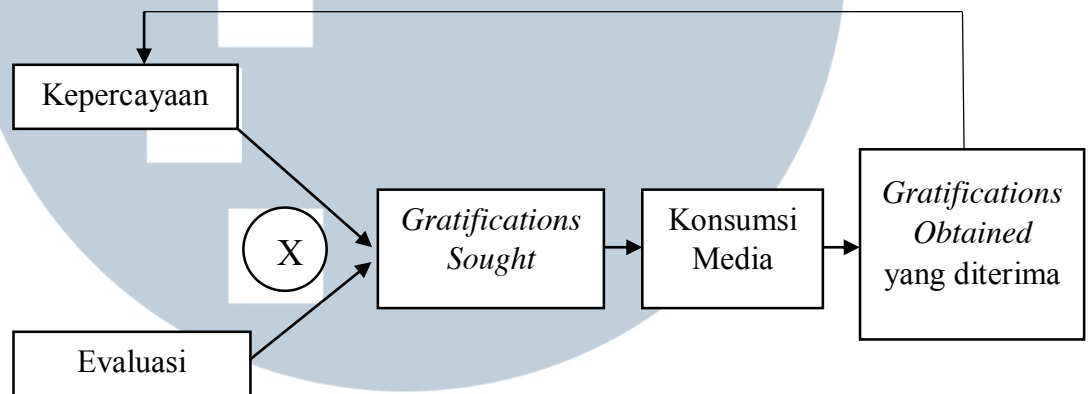 Kepercayaan
X
Gratifications
Sought
Konsumsi
Media
Gratifications
Obtained
yang diterima
Evaluasi